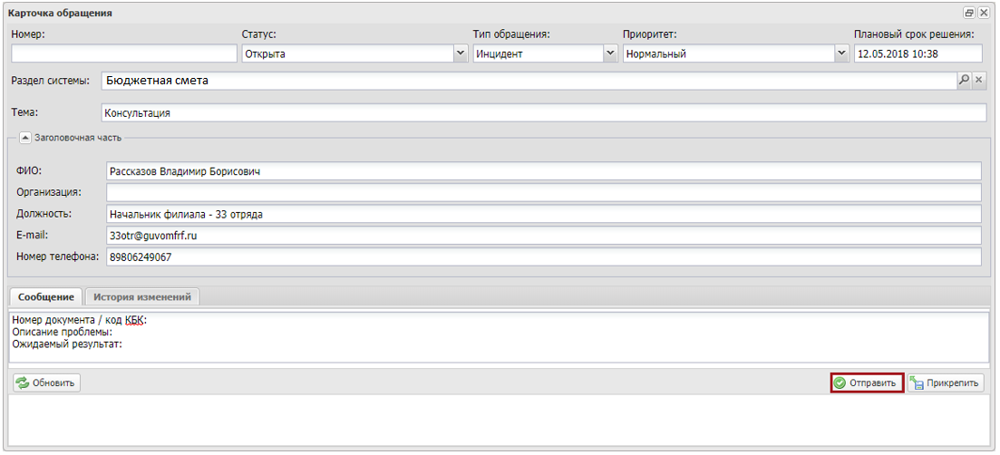 Карточка обращения
Номер: Статус: Тип обращения: Приоритет: Плановый срок решения:
Открыта Инцидент Нормальный 12.05.2018 10:38
Раздел системы: Бюджетная смета
Тема: Консультация
Заголовочная часть
ФИО: Рассказов Владимир Борисович
Организация:
Должность: Начальник филиала - 33 отряда
E-mail: 33otr@guvomfrf.ru
Номер телефона: 89806249067
Сообщение История изменений
Номер документа / код КБК:
Описание проблемы:
Ожидаемый результат:
Обновить Отправить Прикрепить